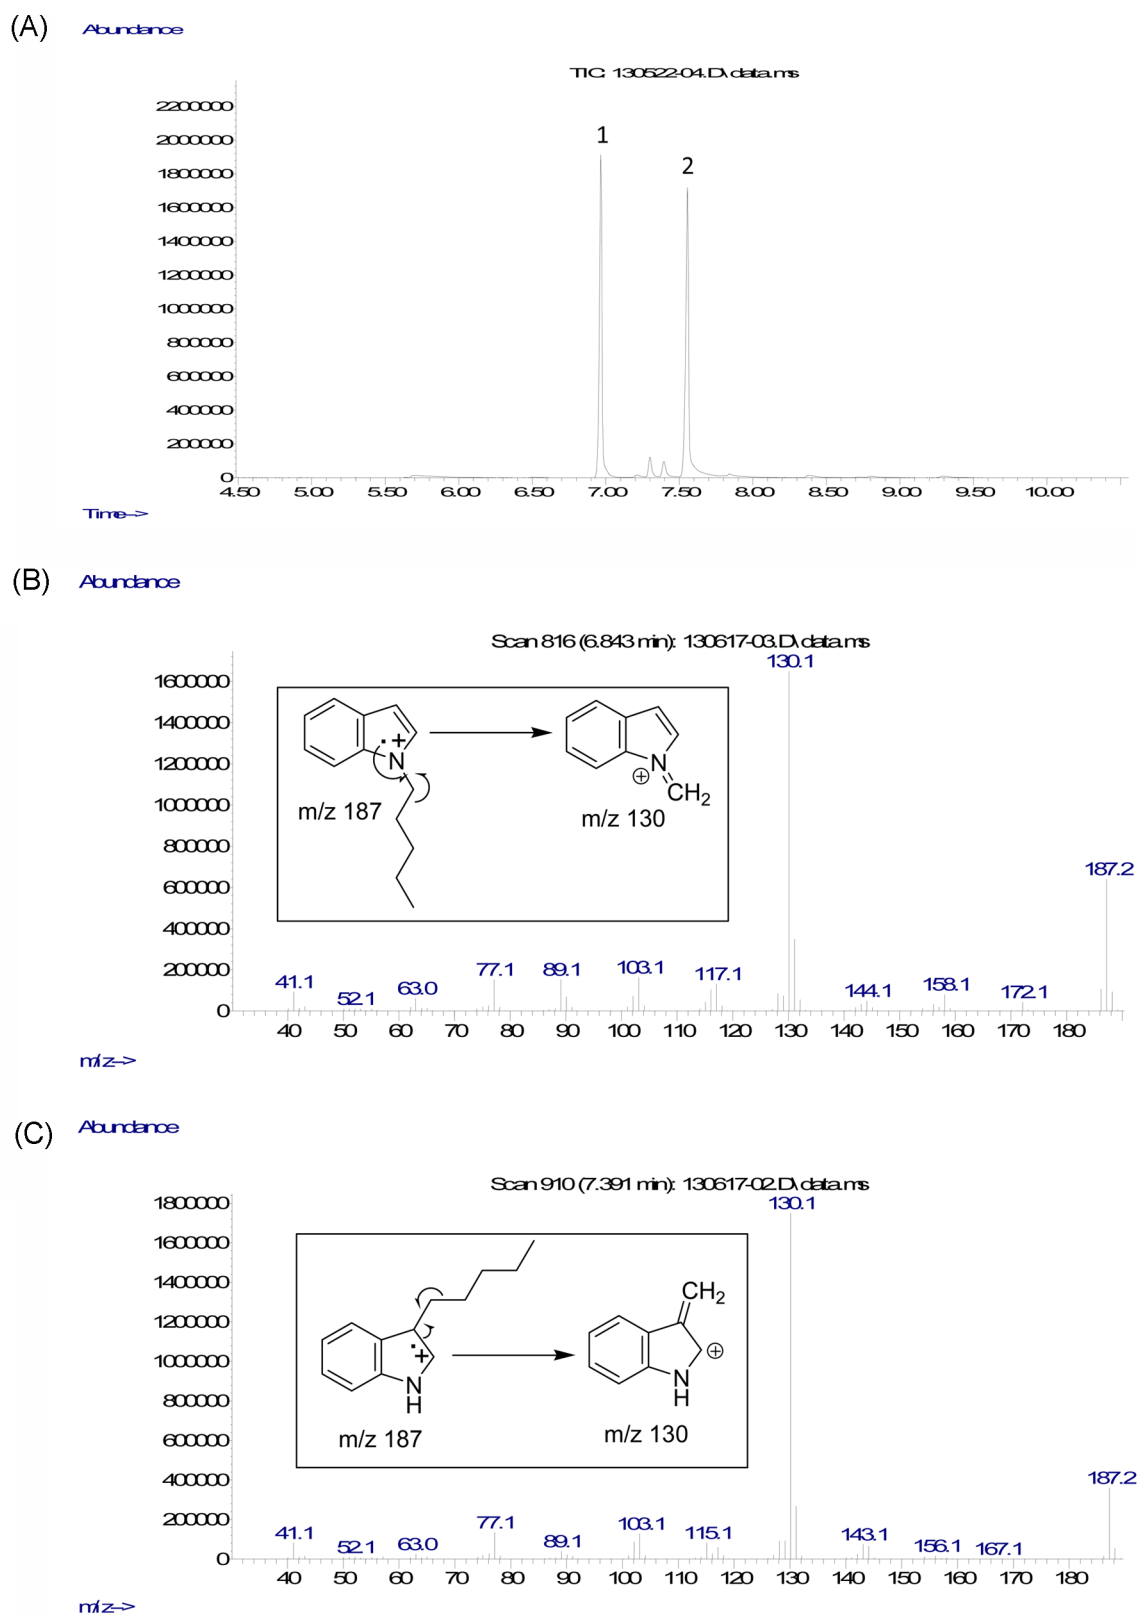 (A) Abundance
TIC: 130522-04.D\data.ms
2200000
2000000
1800000
1600000
1400000
1200000
1000000
800000
600000
400000
200000
0
1
2
4.50 5.00 5.50 6.00 6.50 7.00 7.50 8.00 8.50 9.00 9.50 10.00
Time-->
(B) Abundance
Scan 816 (6.843 min): 130617-03.D\data.ms
130.1
1600000
1400000
1200000
1000000
800000
600000
400000
200000
0
N
m/z 187
N
CH2
m/z 130
187.2
41.1 52.1 63.0 77.1 89.1 103.1 117.1 144.1 158.1 172.1
40 50 60 70 80 90 100 110 120 130 140 150 160 170 180
m/z-->
(C) Abundance
Scan 910 (7.391 min): 130617-02.D\data.ms
130.1
1800000
1600000
1400000
1200000
1000000
800000
600000
400000
200000
0
N
H
m/z 187
CH2
N
H
m/z 130
187.2
41.1 52.1 63.0 77.1 89.1 103.1 115.1 143.1 156.1 167.1
40 50 60 70 80 90 100 110 120 130 140 150 160 170 180
m/z-->